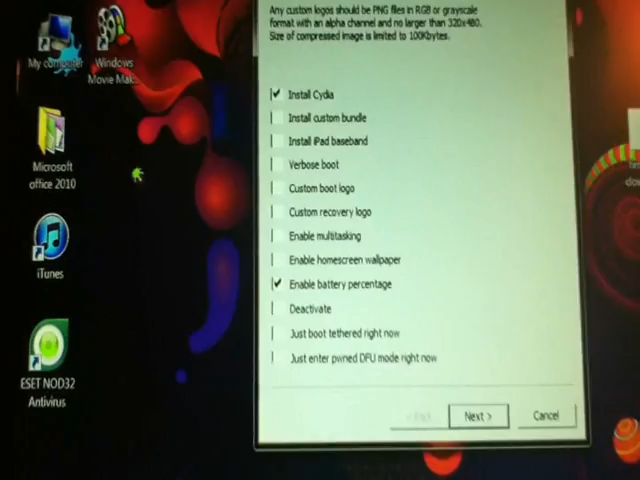 Any custom logos should be PNG files in RGB or grayscale
format with an alpha channel and no larger than 320x480.
Size of compressed image is limited to 100Kbytes.
My computer
Windows
Movie Mak...
Install Cydia
Install custom bundle
Install iPad baseband
Verbose boot
Custom boot logo
Custom recovery logo
Enable multitasking
Enable homescreen wallpaper
Enable battery percentage
Deactivate
Just boot tethered right now
Just enter pwned DFU mode right now
Microsoft
office 2010
iTunes
ESET NOD32
Antivirus
< Back
Next >
Cancel